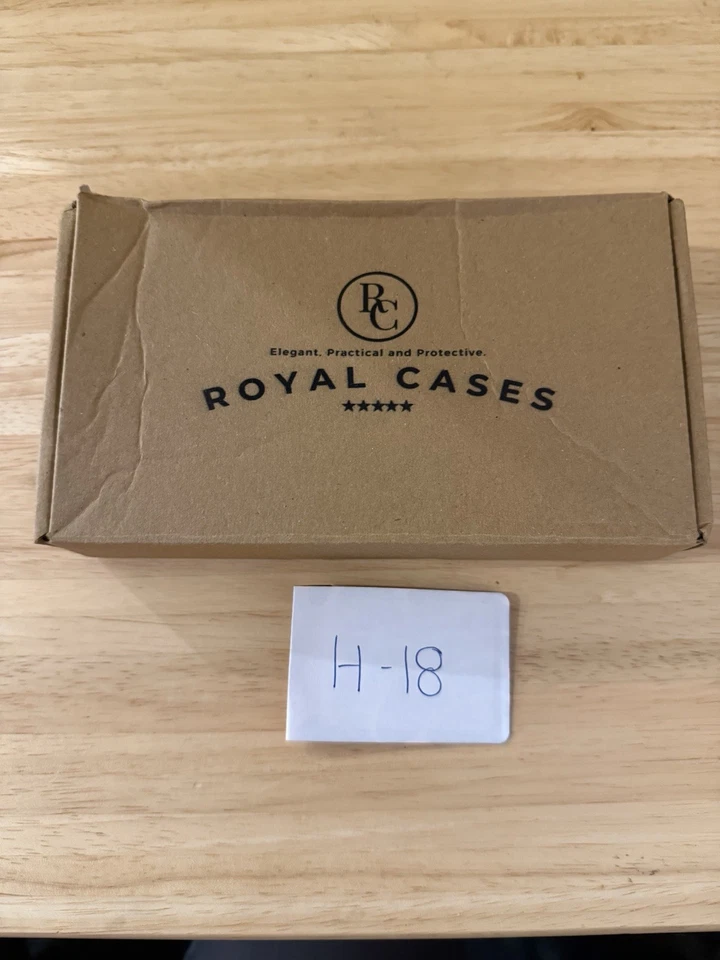 RC
Elegant. Practical and Protective.
ROYAL CASES
★★★★★
H-18